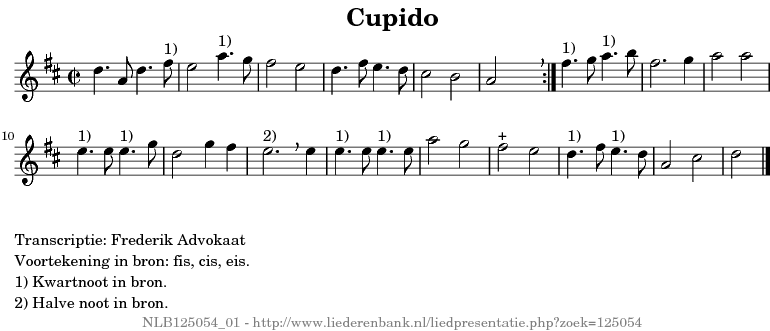 Cupido
1) 1) 1) 1)
10 1) 1) 2) 1) 1) + 1) 1)
Transcriptie: Frederik Advokaat
Voortekening in bron: fis, cis, eis.
1) Kwartnoot in bron.
2) Halve noot in bron.
NLB125054_01 - http://www.liederenbank.nl/liedpresentatie.php?zoek=125054